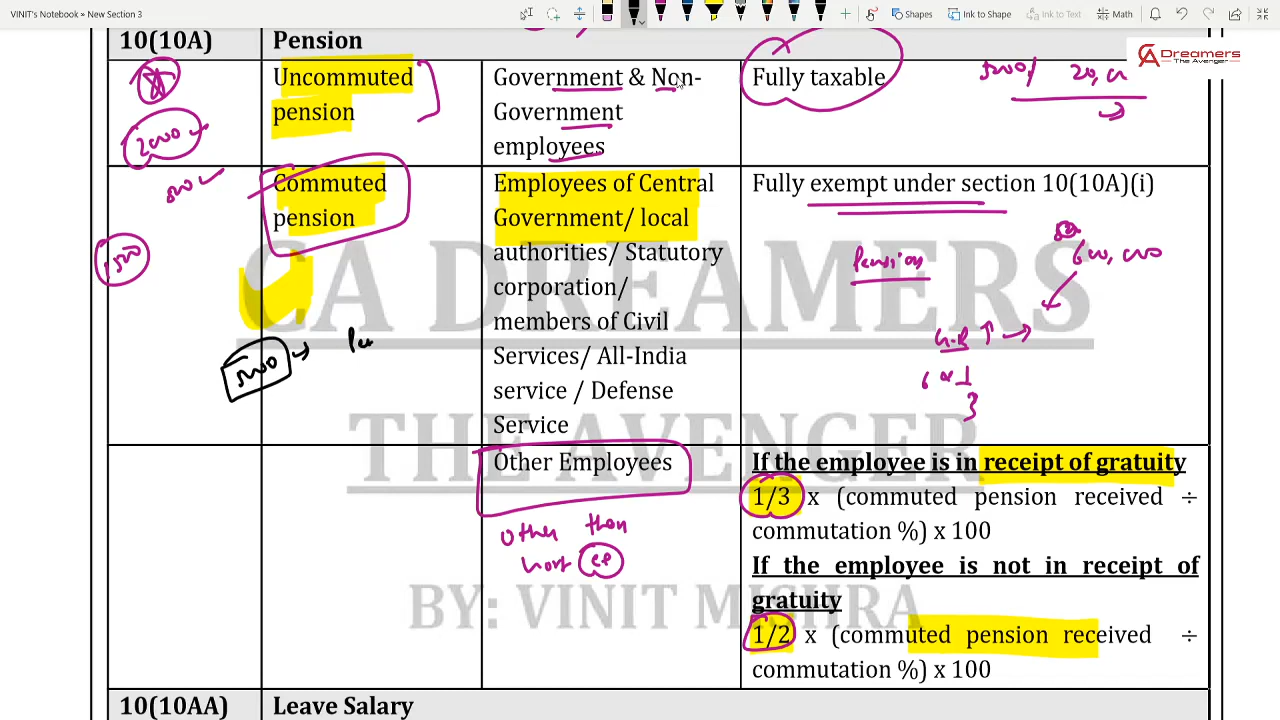 VINIT's Notebook » New Section 3
Shapes Ink to Shape Ink to Text Math Share
CA Dreamers
The Avenger
10(10A) Pension
Uncommuted pension
Government & Non-Government employees
Fully taxable
2000
Commuted pension
Employees of Central
Government/ local
authorities/ Statutory
corporation/
members of Civil
Services/ All-India
service / Defense
Service
Fully exempt under section 10(10A)(i)
Pension
CA DREAMERS
THE AVENGER
BY: VINIT MISHRA
Other Employees
Other than
If the employee is in receipt of gratuity
1/3 x (commuted pension received ÷
commutation %) x 100
If the employee is not in receipt of
gratuity
1/2 x (commuted pension received ÷
commutation %) x 100
10(10AA) Leave Salary